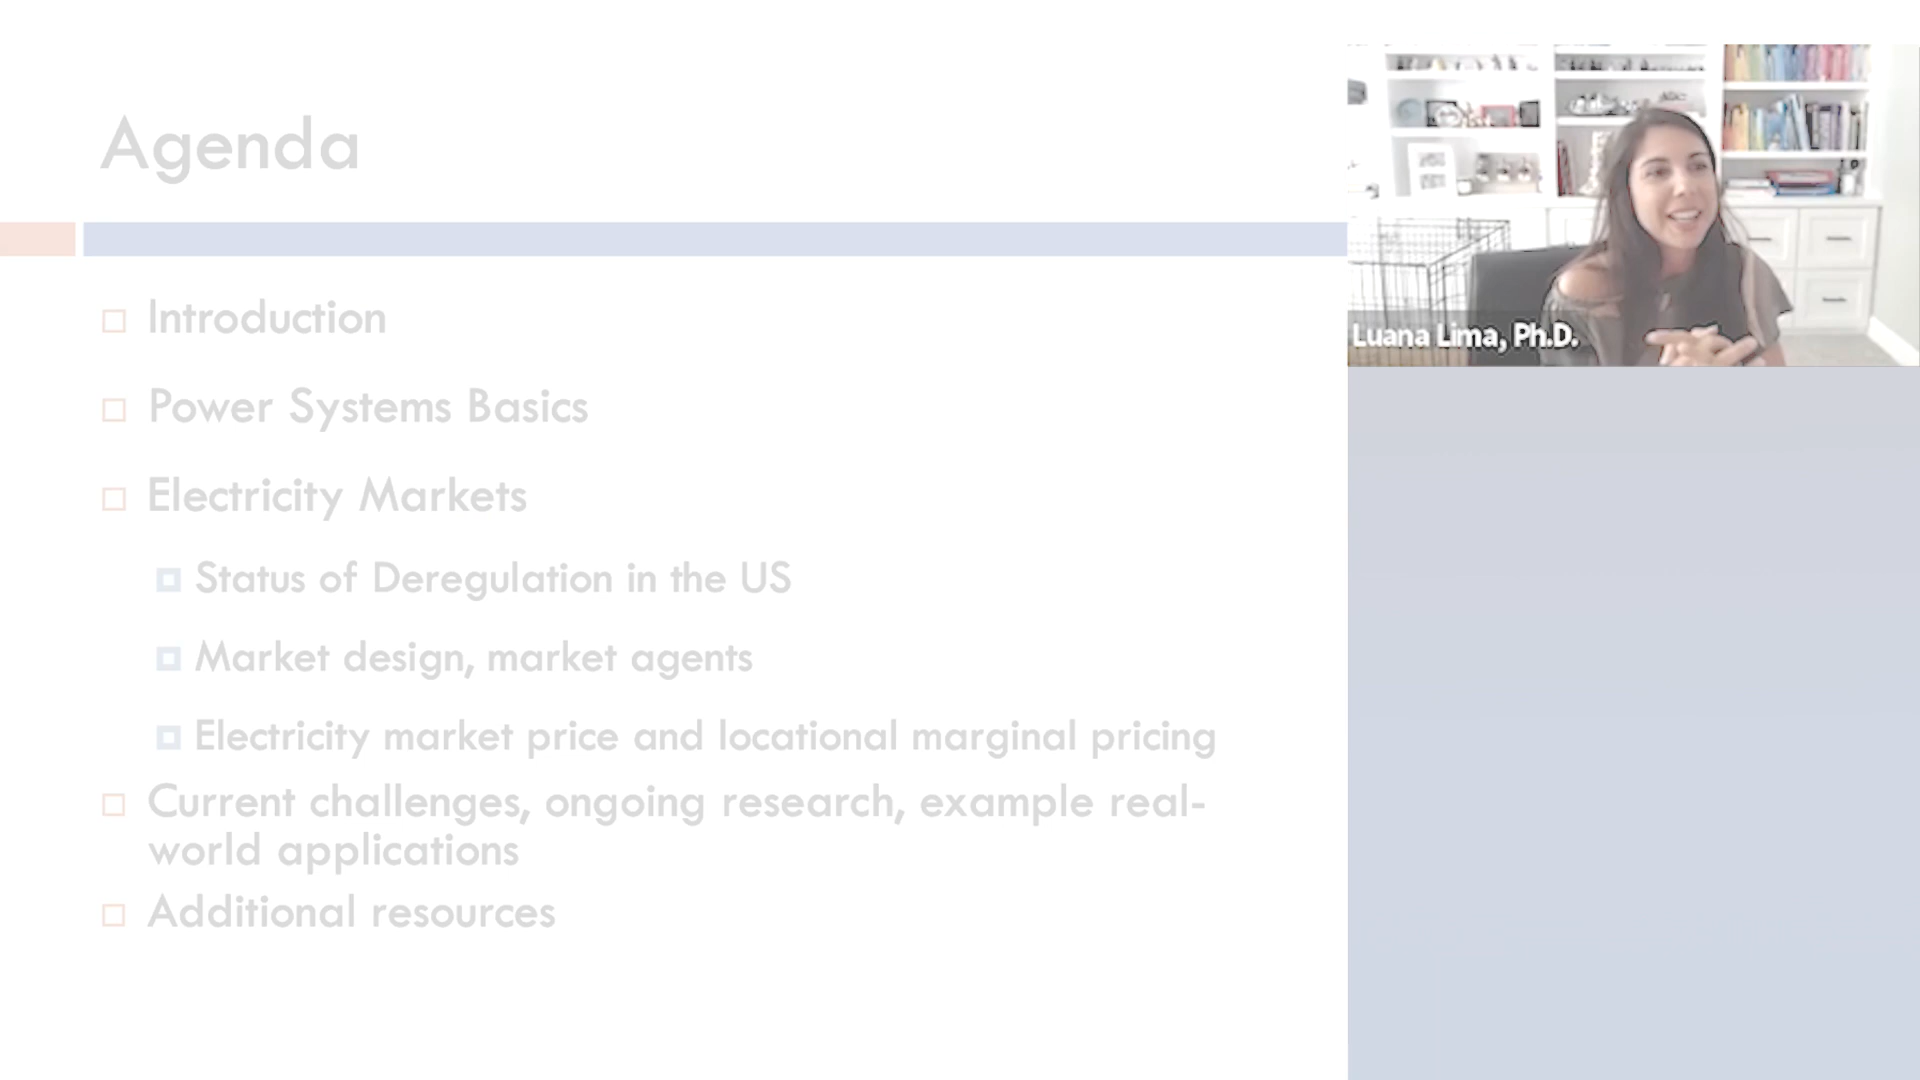 Agenda
Introduction
Power Systems Basics
Electricity Markets
Status of Deregulation in the US
Market design, market agents
Electricity market price and locational marginal pricing
Current challenges, ongoing research, example real-
world applications
Additional resources
Luana Lima, Ph.D.